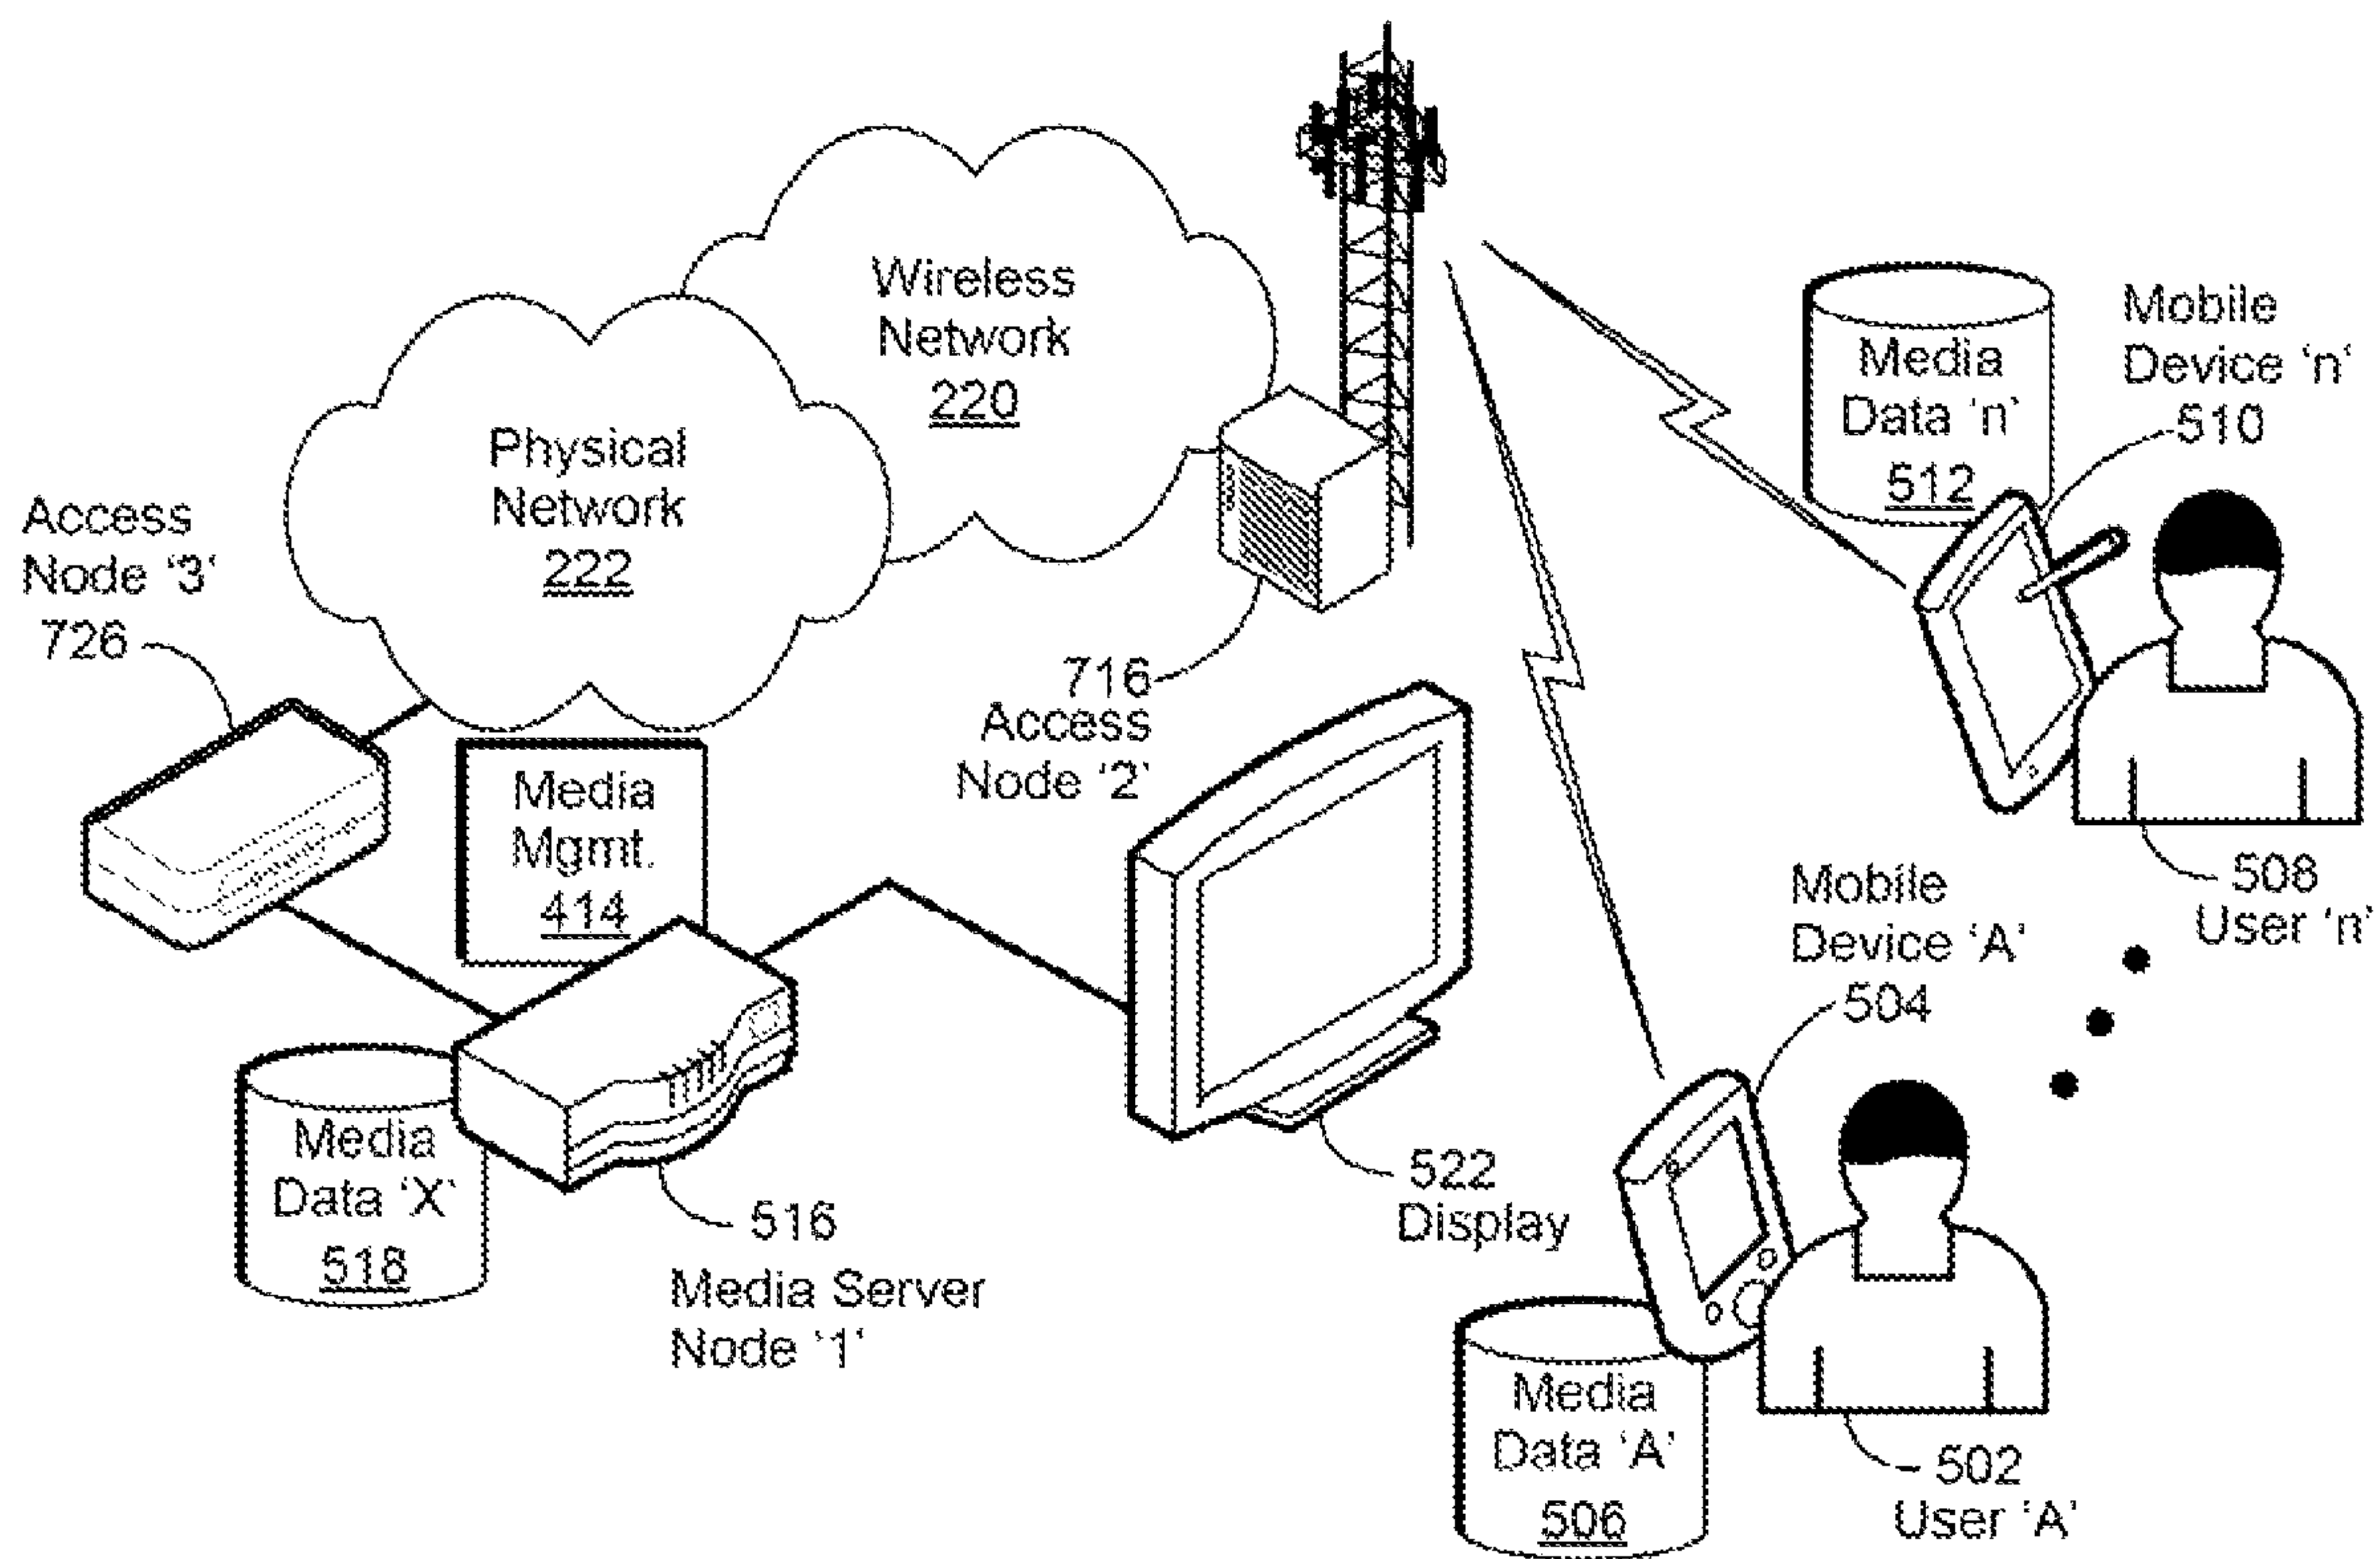 Wireless
Network
220
Physical
Network
222
Access
Node '3'
726
Media
Data 'n'
512
Mobile
Device 'n'
510
716
Access
Node '2'
Media
Mgmt.
414
508
User 'n'
Mobile
Device 'A'
504
Media
Data 'X'
518
516
Media Server
Node '1'
522
Display
Media
Data 'A'
506
502
User 'A'